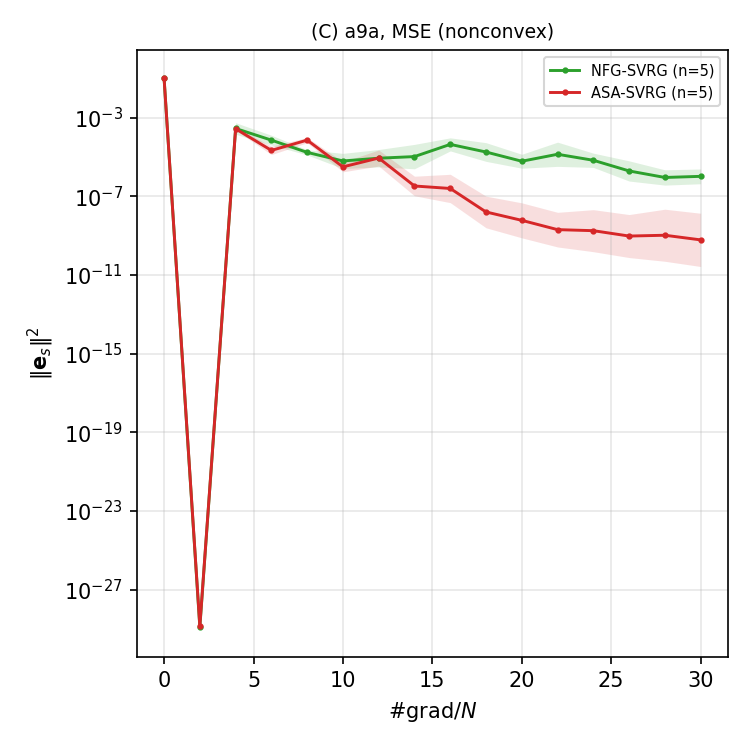 (C) a9a, MSE (nonconvex)
NFG-SVRG (n=5)
ASA-SVRG (n=5)
10⁻³
10⁻⁷
10⁻¹¹
10⁻¹⁵
10⁻¹⁹
10⁻²³
10⁻²⁷
‖𝐞ₛ‖²
0 5 10 15 20 25 30
#grad/N